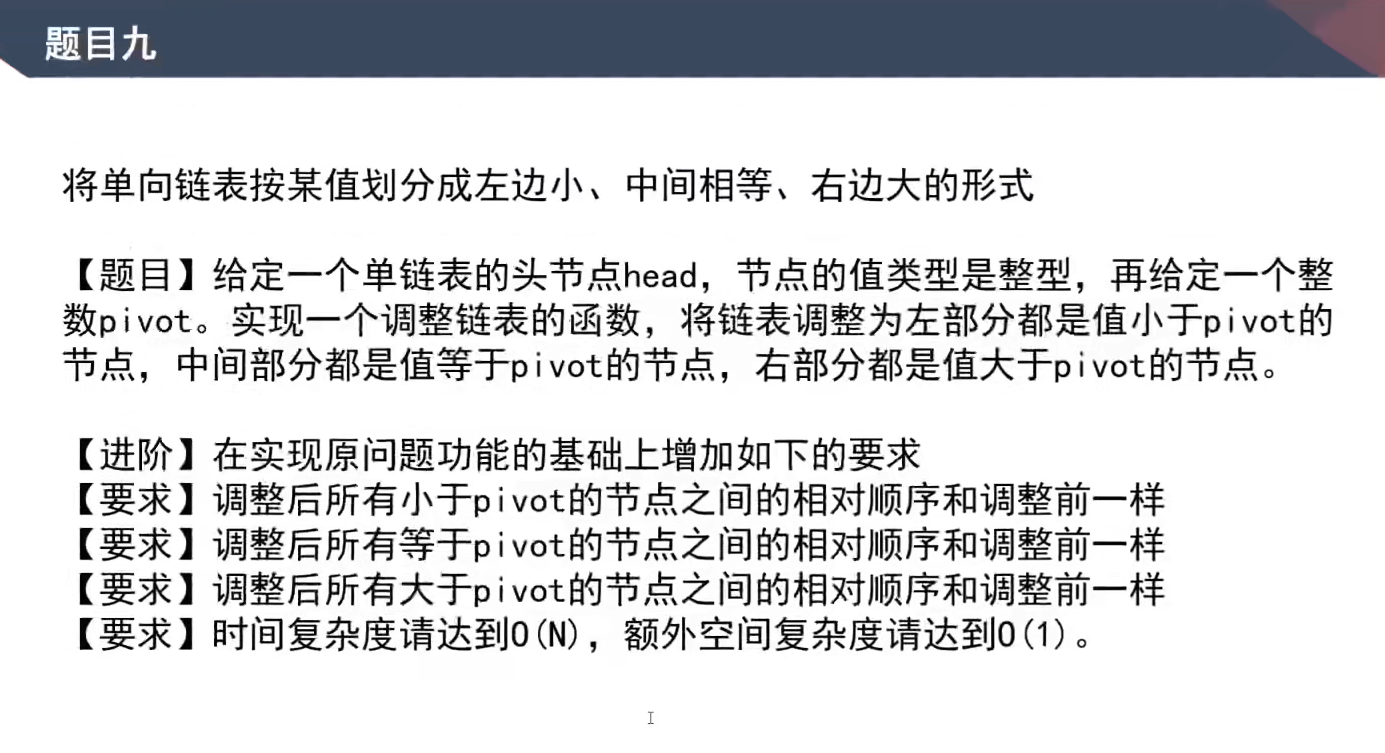 题目九
将单向链表按某值划分成左边小、中间相等、右边大的形式
【题目】给定一个单链表的头节点head，节点的值类型是整型，再给定一个整
数pivot。实现一个调整链表的函数，将链表调整为左部分都是值小于pivot的
节点，中间部分都是值等于pivot的节点，右部分都是值大于pivot的节点。
【进阶】在实现原问题功能的基础上增加如下的要求
【要求】调整后所有小于pivot的节点之间的相对顺序和调整前一样
【要求】调整后所有等于pivot的节点之间的相对顺序和调整前一样
【要求】调整后所有大于pivot的节点之间的相对顺序和调整前一样
【要求】时间复杂度请达到O(N)，额外空间复杂度请达到O(1)。